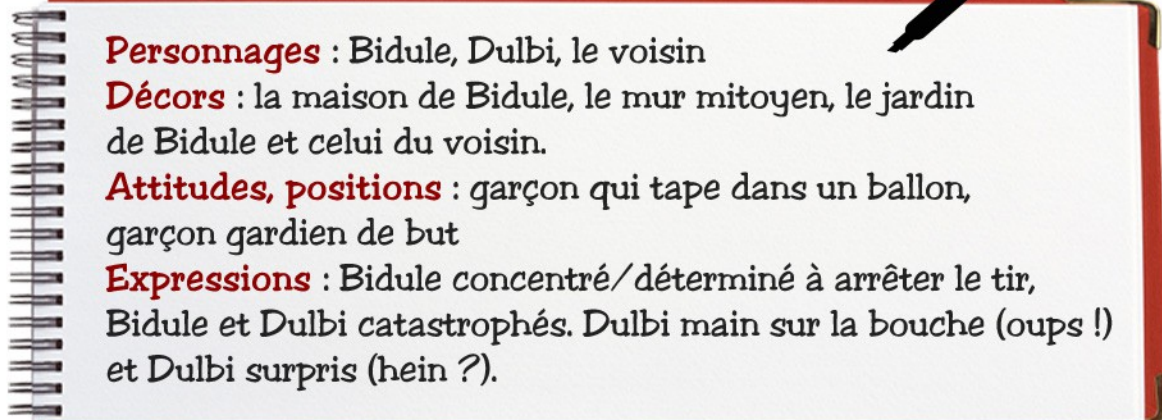 Personnages : Bidule, Dulbi, le voisin
Décors : la maison de Bidule, le mur mitoyen, le jardin
de Bidule et celui du voisin.
Attitudes, positions : garçon qui tape dans un ballon,
garçon gardien de but
Expressions : Bidule concentré/déterminé à arrêter le tir,
Bidule et Dulbi catastrophés. Dulbi main sur la bouche (oups !)
et Dulbi surpris (hein ?).